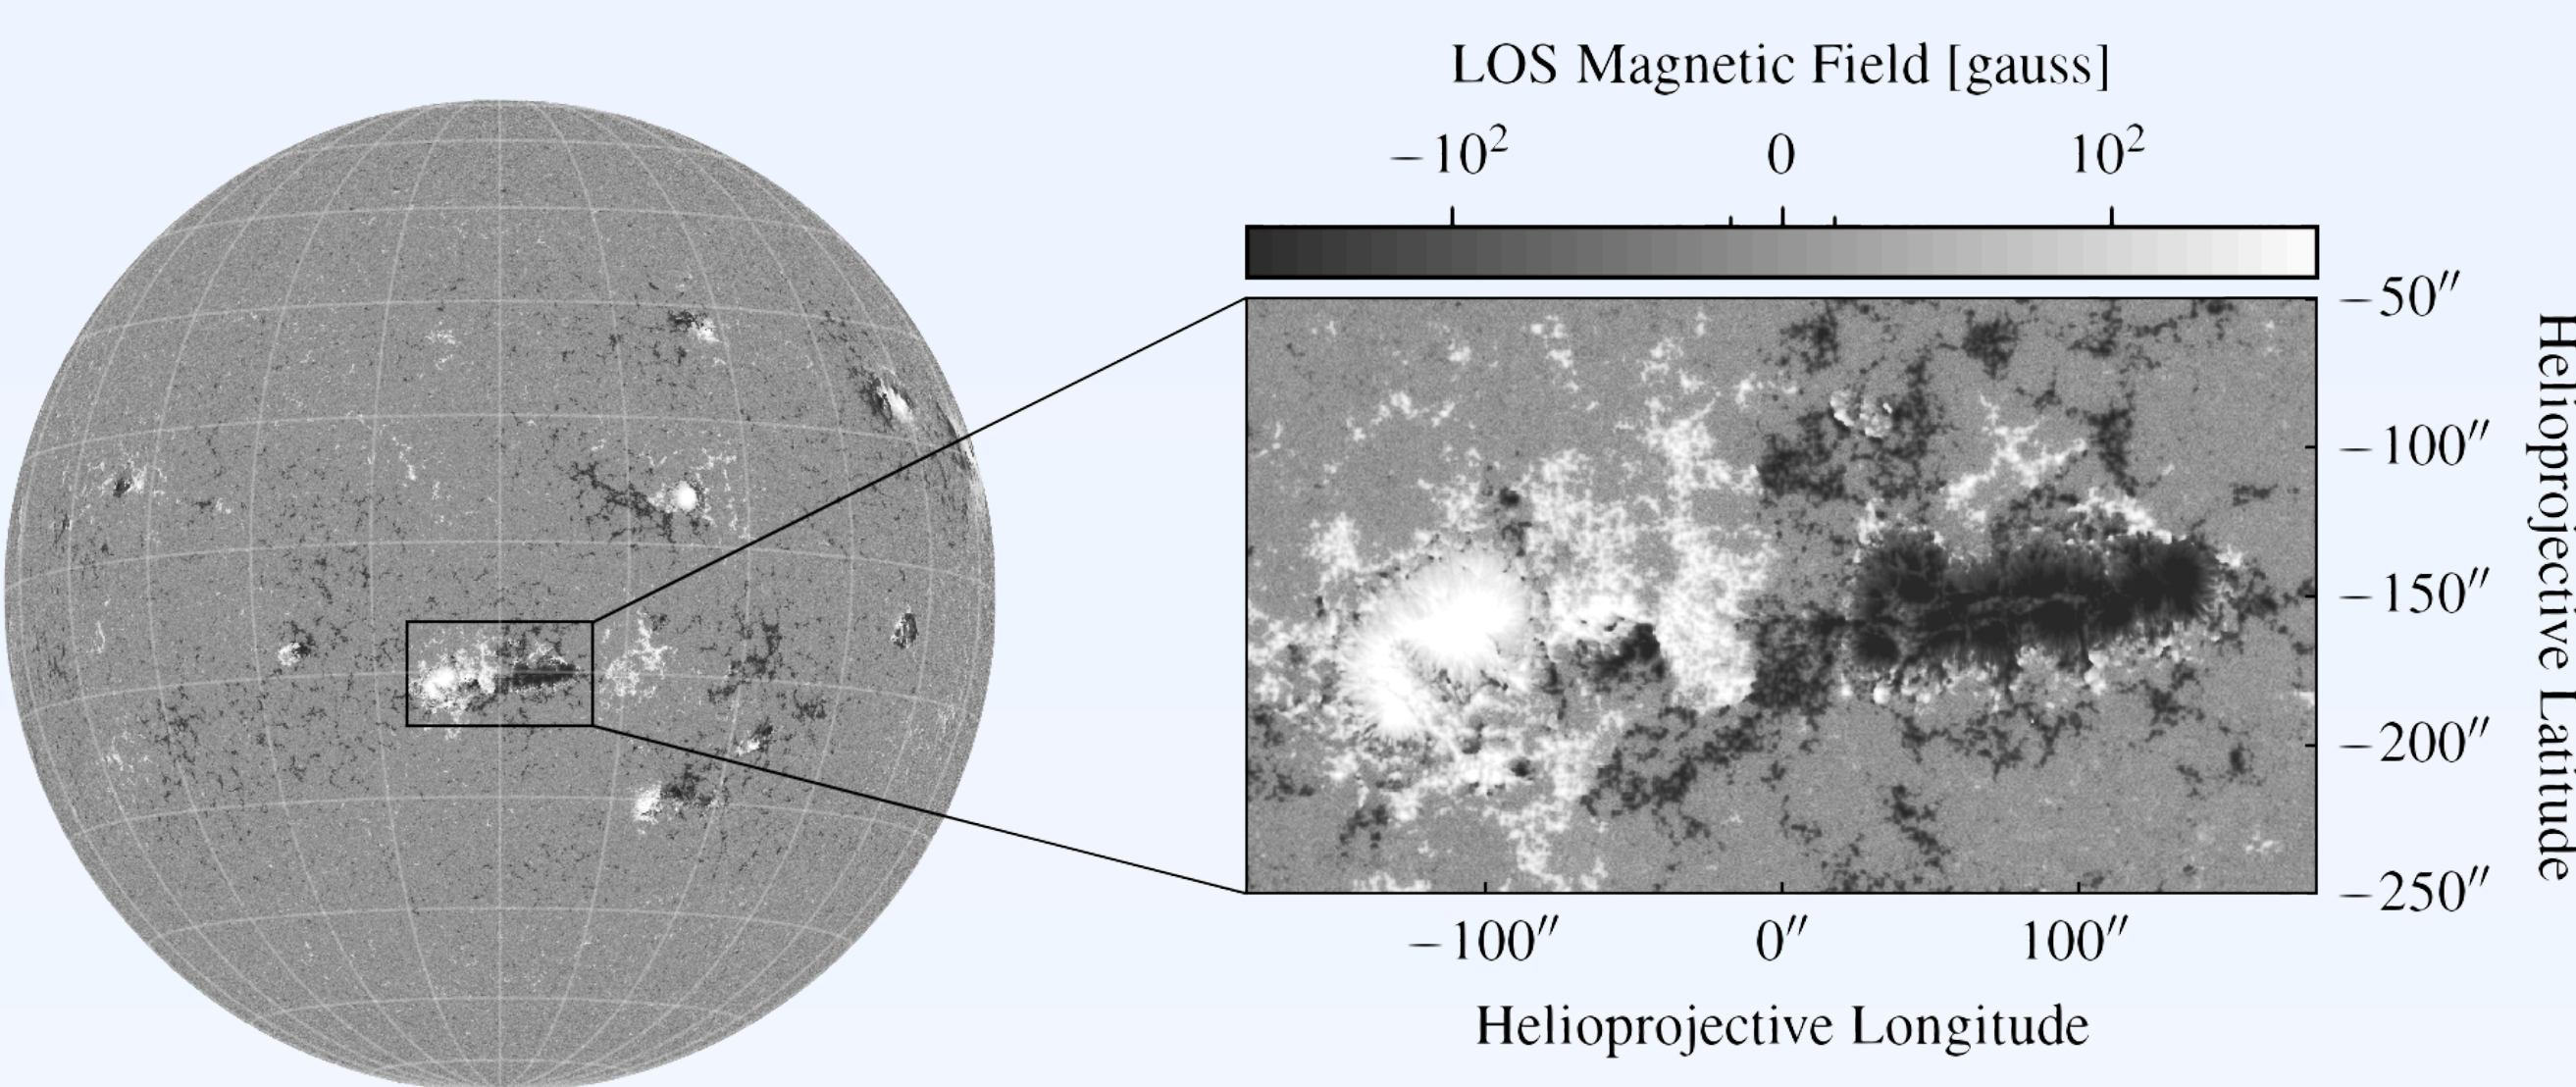 LOS Magnetic Field [gauss]
−10² 0 10²
−50″
−100″
−150″
−200″
−250″
Helioprojective Latitude
−100″ 0″ 100″
Helioprojective Longitude